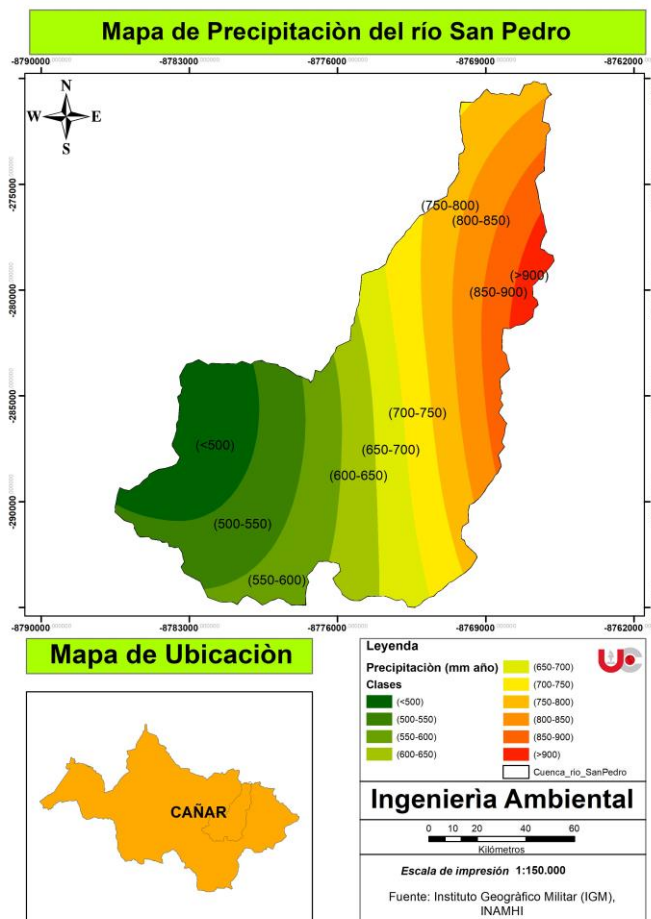 Mapa de Precipitaciòn del río San Pedro
-8790000 -8783000 -8776000 -8769000 -8762000
N
W E
S
-275000
(750-800)
(800-850)
(>900)
-280000
(850-900)
-285000
(700-750)
(<500)
(650-700)
(600-650)
-290000
(500-550)
(550-600)
-8790000 -8783000 -8776000 -8769000 -8762000
Mapa de Ubicaciòn
CAÑAR
Leyenda
Precipitaciòn (mm año)
Clases
(<500)
(500-550)
(550-600)
(600-650)
(650-700)
(700-750)
(750-800)
(800-850)
(850-900)
(>900)
Cuenca_rio_SanPedro
UC
Ingenierìa Ambiental
0 10 20 40 60
Kilómetros
Escala de impresión 1:150.000
Fuente: Instituto Geogràfico Militar (IGM),
INAMHI